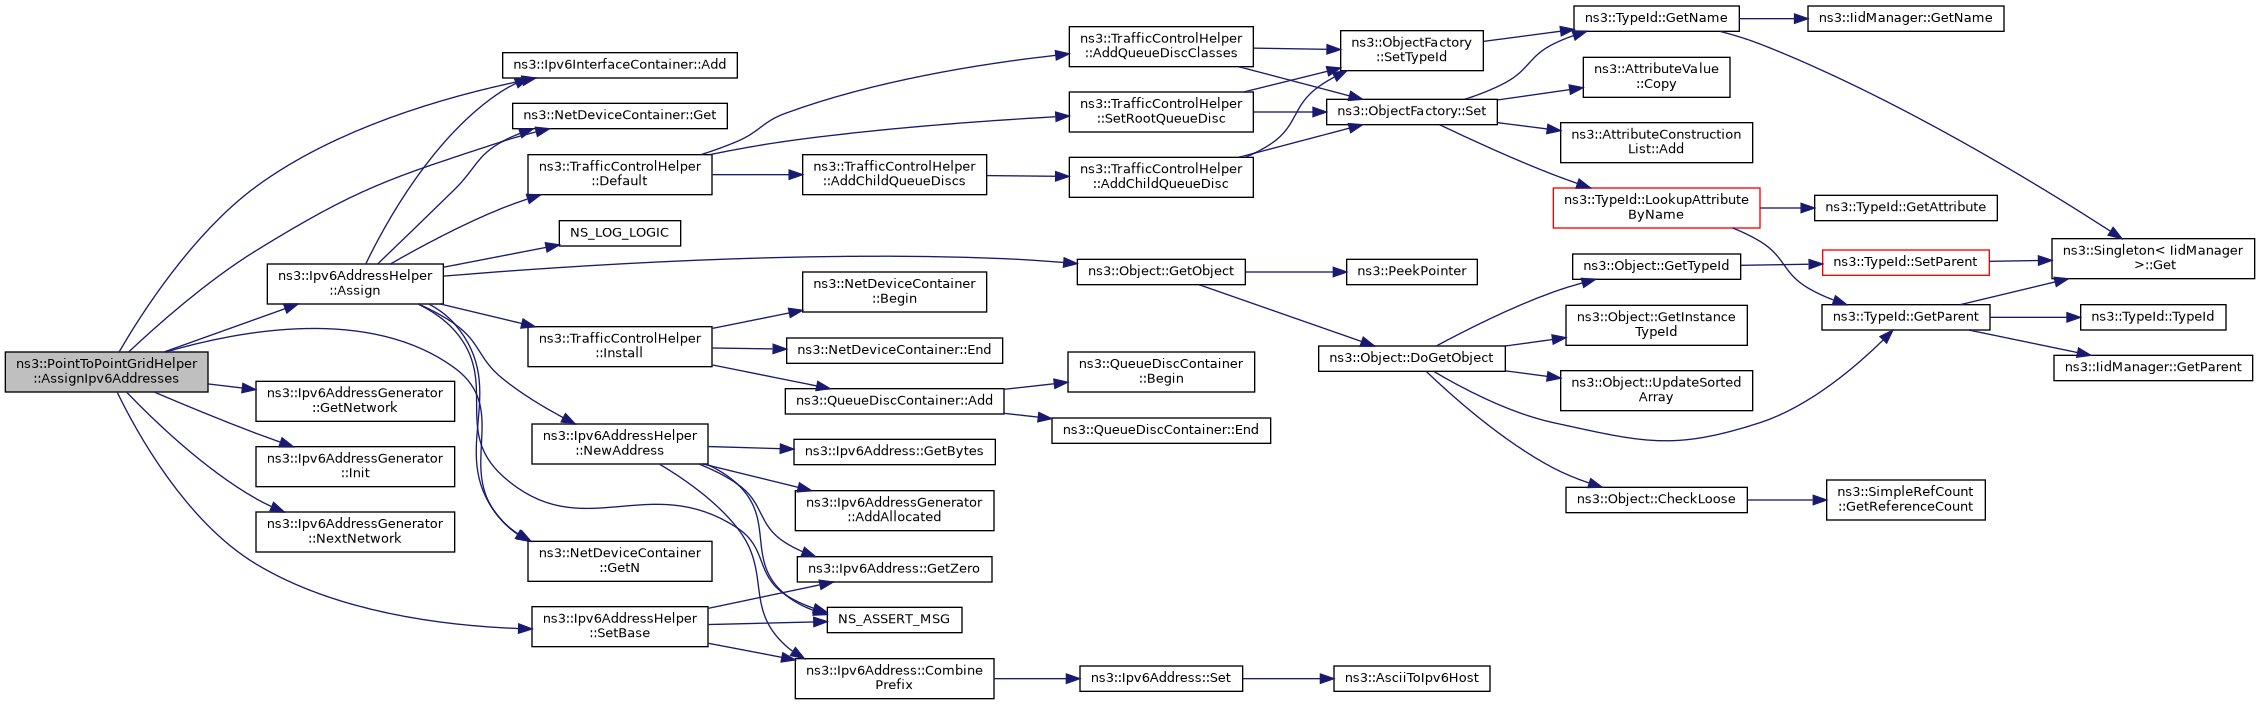 ns3::PointToPointGridHelper
::AssignIpv6Addresses
ns3::Ipv6InterfaceContainer::Add
ns3::NetDeviceContainer::Get
ns3::Ipv6AddressHelper
::Assign
ns3::Ipv6AddressGenerator
::GetNetwork
ns3::Ipv6AddressGenerator
::Init
ns3::Ipv6AddressGenerator
::NextNetwork
ns3::TrafficControlHelper
::Default
NS_LOG_LOGIC
ns3::TrafficControlHelper
::Install
ns3::Ipv6AddressHelper
::NewAddress
ns3::NetDeviceContainer
::GetN
ns3::Ipv6AddressHelper
::SetBase
ns3::TrafficControlHelper
::AddChildQueueDiscs
ns3::NetDeviceContainer
::Begin
ns3::NetDeviceContainer::End
ns3::QueueDiscContainer::Add
ns3::Ipv6Address::GetBytes
ns3::Ipv6AddressGenerator
::AddAllocated
ns3::Ipv6Address::GetZero
NS_ASSERT_MSG
ns3::Ipv6Address::Combine
Prefix
ns3::TrafficControlHelper
::AddQueueDiscClasses
ns3::TrafficControlHelper
::SetRootQueueDisc
ns3::TrafficControlHelper
::AddChildQueueDisc
ns3::Object::GetObject
ns3::QueueDiscContainer
::Begin
ns3::QueueDiscContainer::End
ns3::Ipv6Address::Set
ns3::ObjectFactory
::SetTypeId
ns3::ObjectFactory::Set
ns3::PeekPointer
ns3::Object::DoGetObject
ns3::AsciiToIpv6Host
ns3::TypeId::GetName
ns3::AttributeValue
::Copy
ns3::AttributeConstruction
List::Add
ns3::TypeId::LookupAttribute
ByName
ns3::Object::GetTypeId
ns3::Object::GetInstance
TypeId
ns3::Object::UpdateSorted
Array
ns3::Object::CheckLoose
ns3::IidManager::GetName
ns3::TypeId::GetAttribute
ns3::TypeId::SetParent
ns3::TypeId::GetParent
ns3::SimpleRefCount
::GetReferenceCount
ns3::Singleton< IidManager
>::Get
ns3::TypeId::TypeId
ns3::IidManager::GetParent